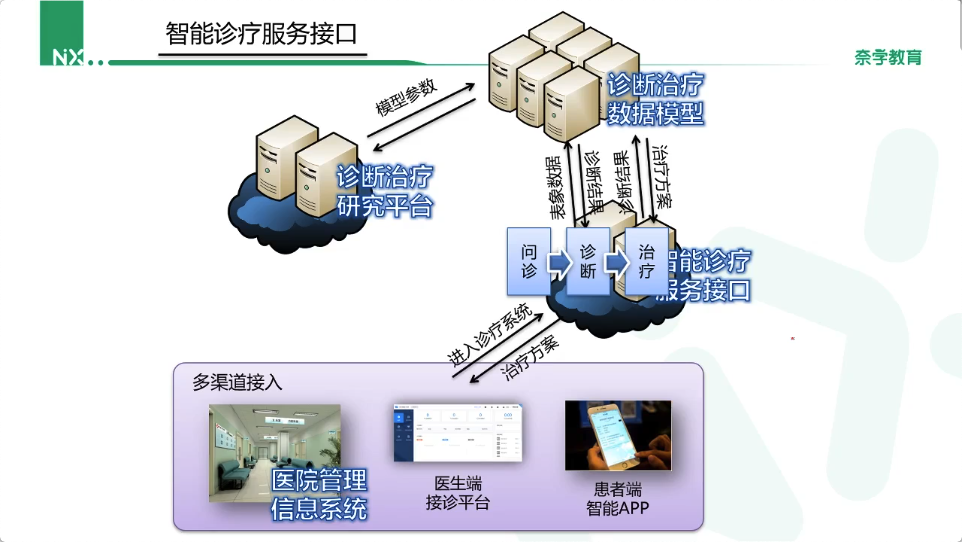 智能诊疗服务接口
NX...
奈学教育
模型参数
诊断治疗
数据模型
诊断治疗
研究平台
表象数据
诊断结果
诊断结果
治疗方案
问诊
诊断
治疗
智能诊疗
服务接口
进入诊疗系统
治疗方案
多渠道接入
医院管理
信息系统
医生端
接诊平台
患者端
智能APP